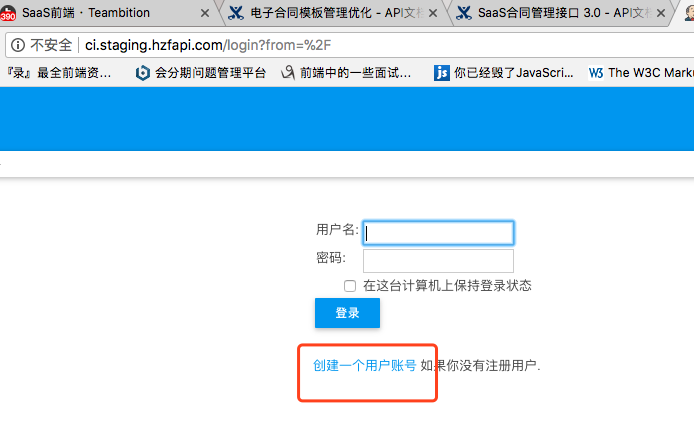 390 SaaS前端 · Teambition 电子合同模板管理优化 - API文档 SaaS合同管理接口 3.0 - API文档
不安全 ci.staging.hzfapi.com/login?from=%2F
『录』最全前端资… 会分期问题管理平台 前端中的一些面试… js 你已经毁了JavaScri… W3 The W3C Marku
用户名:
密码:
在这台计算机上保持登录状态
登录
创建一个用户账号 如果你没有注册用户.